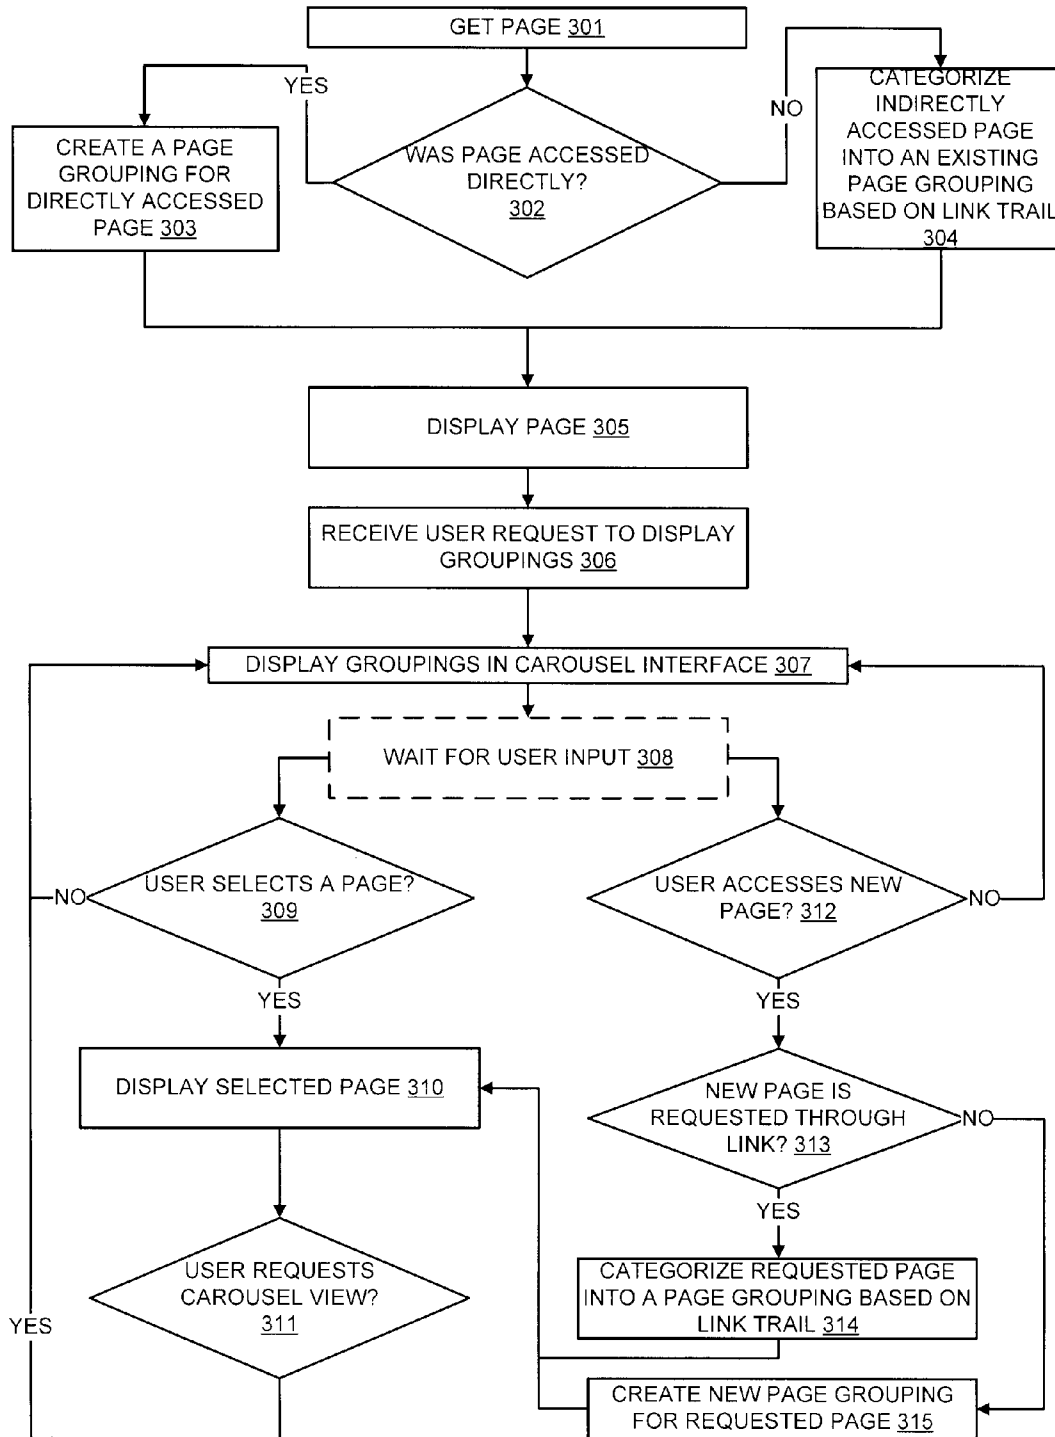 GET PAGE 301
YES
NO
CREATE A PAGE
GROUPING FOR
DIRECTLY ACCESSED
PAGE 303
WAS PAGE ACCESSED
DIRECTLY?
302
CATEGORIZE
INDIRECTLY
ACCESSED PAGE
INTO AN EXISTING
PAGE GROUPING
BASED ON LINK TRAIL
304
DISPLAY PAGE 305
RECEIVE USER REQUEST TO DISPLAY
GROUPINGS 306
DISPLAY GROUPINGS IN CAROUSEL INTERFACE 307
WAIT FOR USER INPUT 308
NO
USER SELECTS A PAGE?
309
USER ACCESSES NEW
PAGE? 312
NO
YES
YES
DISPLAY SELECTED PAGE 310
NEW PAGE IS
REQUESTED THROUGH
LINK? 313
NO
YES
USER REQUESTS
CAROUSEL VIEW?
311
CATEGORIZE REQUESTED PAGE
INTO A PAGE GROUPING BASED ON
LINK TRAIL 314
YES
CREATE NEW PAGE GROUPING
FOR REQUESTED PAGE 315